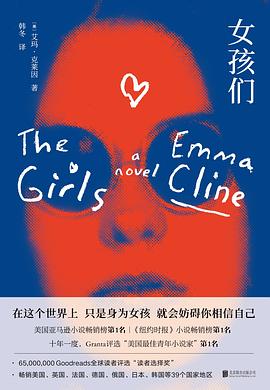 女孩们
[美] 艾玛·克莱因 著
韩冬 译
The Girls
a novel
Emma Cline
在这个世界上 只是身为女孩 就会妨碍你相信自己
美国亚马逊小说畅销榜第1名 |《纽约时报》小说畅销榜第1名
十年一度，Granta评选“美国最佳青年小说家”第1名
• 65,000,000 Goodreads全球读者评选“读者选择奖”
• 畅销美国、英国、法国、德国、俄国、日本、韩国等39个国家地区